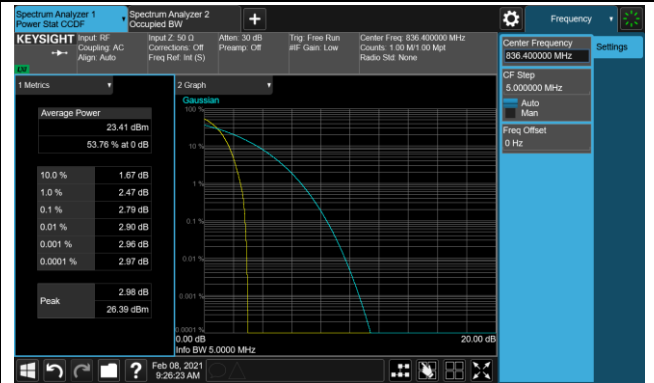 Spectrum Analyzer 1
Power Stat CCDF
Spectrum Analyzer 2
Occupied BW
Frequency
KEYSIGHT
Input: RF
Coupling: AC
Align: Auto
Input Z: 50 Ω
Corrections: Off
Freq Ref: Int (S)
Atten: 30 dB
Preamp: Off
Trig: Free Run
#IF Gain: Low
Center Freq: 836.400000 MHz
Counts: 1.00 M/1.00 Mpt
Radio Std: None
Center Frequency
836.400000 MHz
Settings
CF Step
5.000000 MHz
Auto
Man
Freq Offset
0 Hz
1 Metrics
Average Power
23.41 dBm
53.76 % at 0 dB
10.0 % 1.67 dB
1.0 % 2.47 dB
0.1 % 2.79 dB
0.01 % 2.90 dB
0.001 % 2.96 dB
0.0001 % 2.97 dB
Peak
2.98 dB
26.39 dBm
2 Graph
Gaussian
100 %
10 %
1 %
0.1 %
0.01 %
0.001 %
0.0001 %
0.00 dB
20.00 dB
Info BW 5.0000 MHz
?
Feb 08, 2021
9:26:23 AM